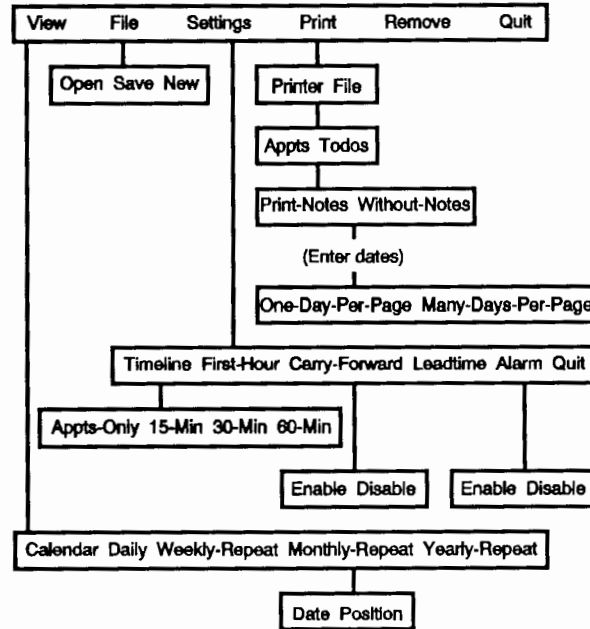 View File Settings Print Remove Quit
Open Save New
Printer File
Appts Todos
Print-Notes Without-Notes
(Enter dates)
One-Day-Per-Page Many-Days-Per-Page
Timeline First-Hour Carry-Forward Leadtime Alarm Quit
Appts-Only 15-Min 30-Min 60-Min
Enable Disable
Enable Disable
Calendar Daily Weekly-Repeat Monthly-Repeat Yearly-Repeat
Date Position